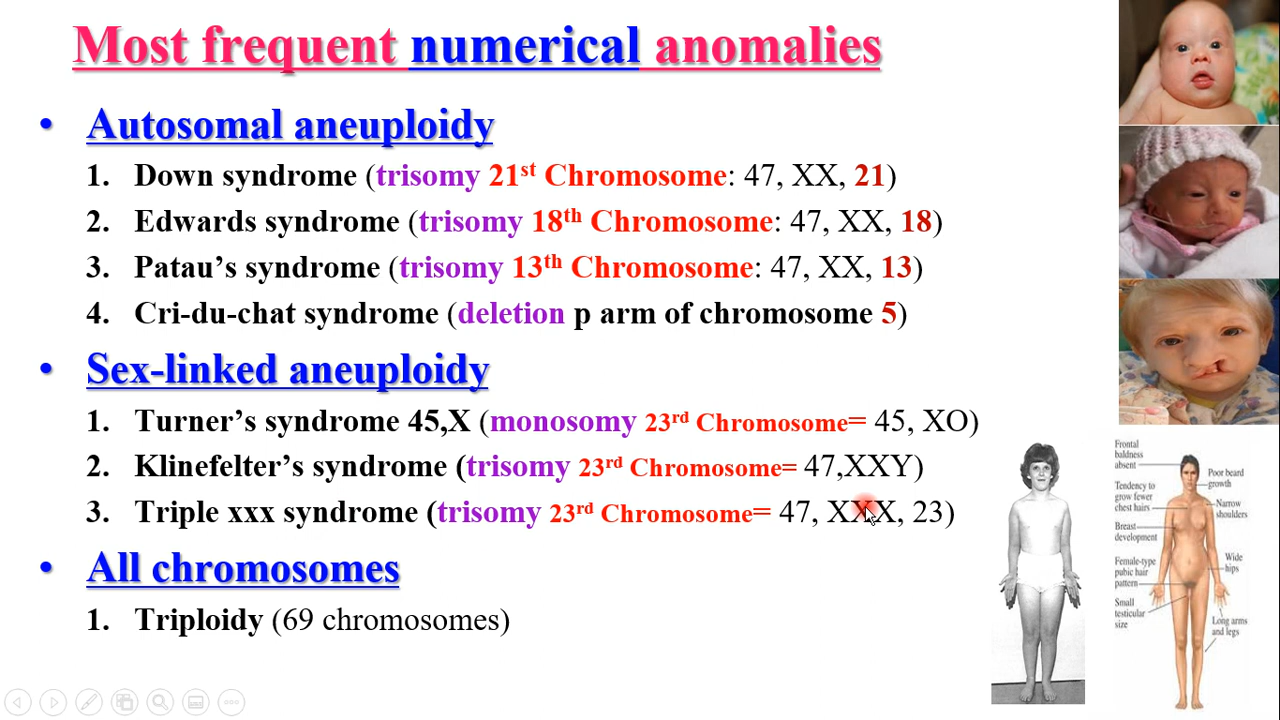 Most frequent numerical anomalies
• Autosomal aneuploidy
1. Down syndrome (trisomy 21st Chromosome: 47, XX, 21)
2. Edwards syndrome (trisomy 18th Chromosome: 47, XX, 18)
3. Patau’s syndrome (trisomy 13th Chromosome: 47, XX, 13)
4. Cri-du-chat syndrome (deletion p arm of chromosome 5)
• Sex-linked aneuploidy
1. Turner’s syndrome 45,X (monosomy 23rd Chromosome= 45, XO)
2. Klinefelter’s syndrome (trisomy 23rd Chromosome= 47,XXY)
3. Triple xxx syndrome (trisomy 23rd Chromosome= 47, XXX, 23)
• All chromosomes
1. Triploidy (69 chromosomes)
Frontal
baldness
absent
Tendency to
grow fewer
chest hairs
Breast
development
Female-type
pubic hair
pattern
Small
testicular
size
Poor beard
growth
Narrow
shoulders
Wide
hips
Long arms
and legs